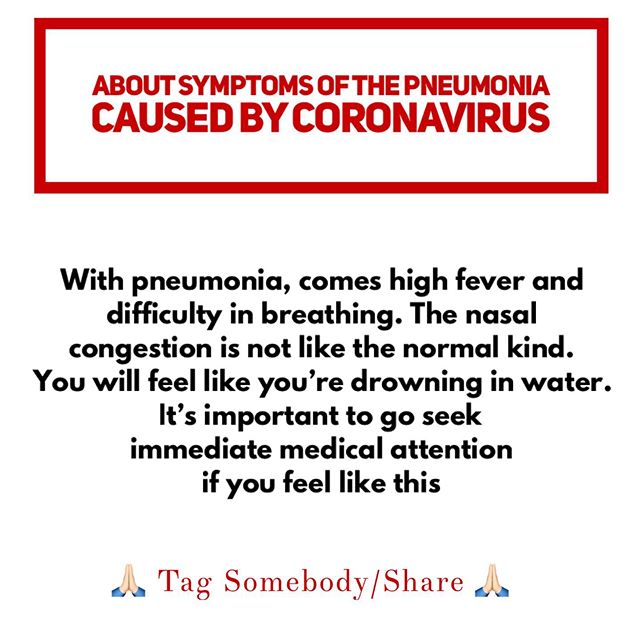 ABOUT SYMPTOMS OF THE PNEUMONIA
CAUSED BY CORONAVIRUS
With pneumonia, comes high fever and
difficulty in breathing. The nasal
congestion is not like the normal kind.
You will feel like you’re drowning in water.
It’s important to go seek
immediate medical attention
if you feel like this
🙏🏻 Tag Somebody/Share 🙏🏻